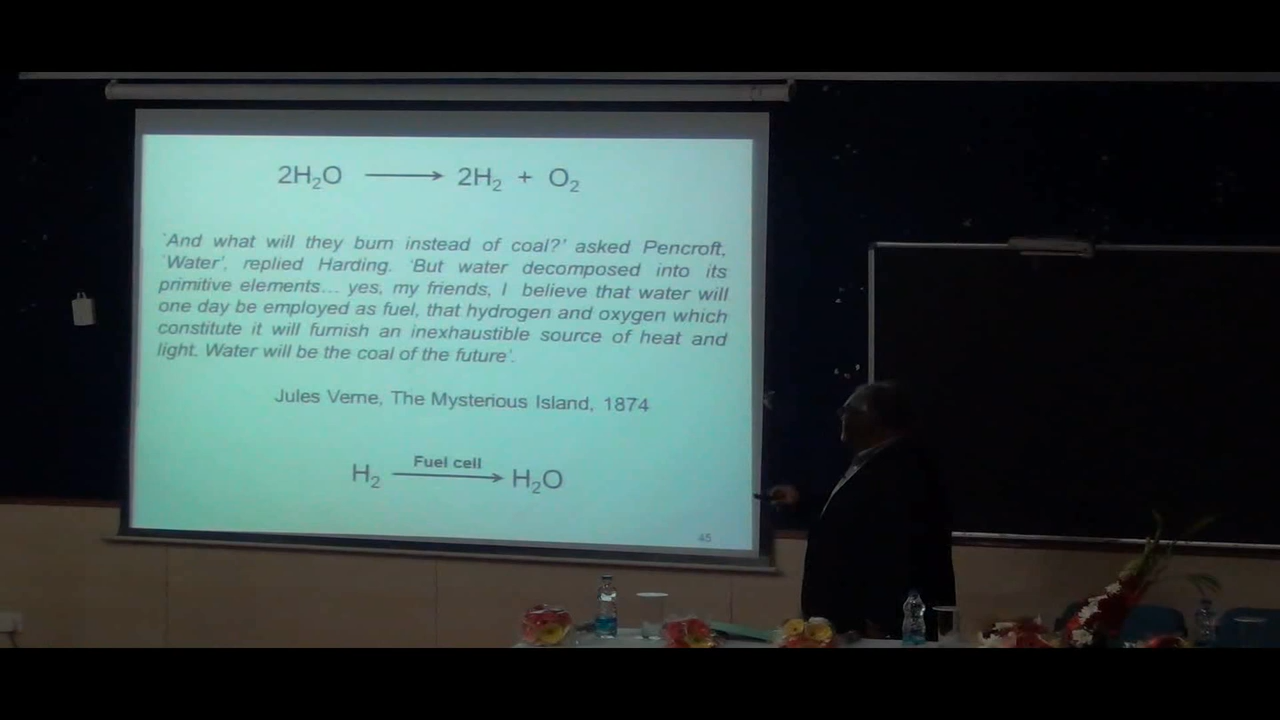 2H₂O ⟶ 2H₂ + O₂
'And what will they burn instead of coal?' asked Pencroft,
'Water', replied Harding. 'But water decomposed into its
primitive elements... yes, my friends, I believe that water will
one day be employed as fuel, that hydrogen and oxygen which
constitute it will furnish an inexhaustible source of heat and
light. Water will be the coal of the future'.
Jules Verne, The Mysterious Island, 1874
Fuel cell
H₂ ⟶ H₂O
45